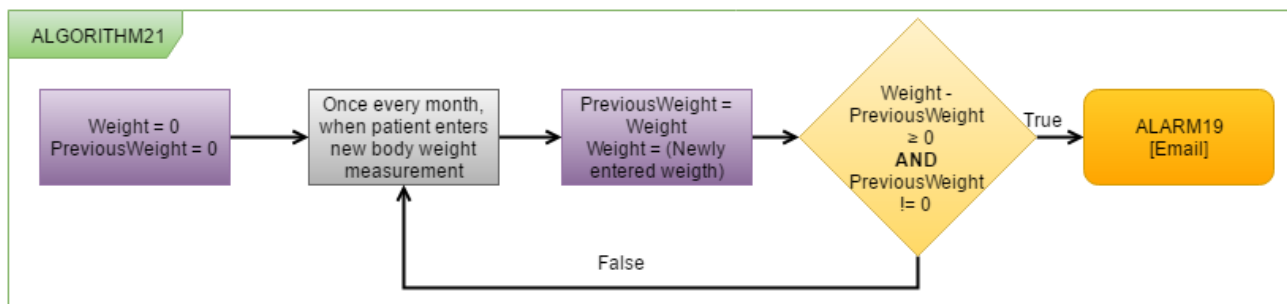 ALGORITHM21
Weight = 0
PreviousWeight = 0
Once every month,
when patient enters
new body weight
measurement
PreviousWeight =
Weight
Weight = (Newly
entered weigth)
Weight -
PreviousWeight
≥ 0
AND
PreviousWeight
!= 0
True
ALARM19
[Email]
False